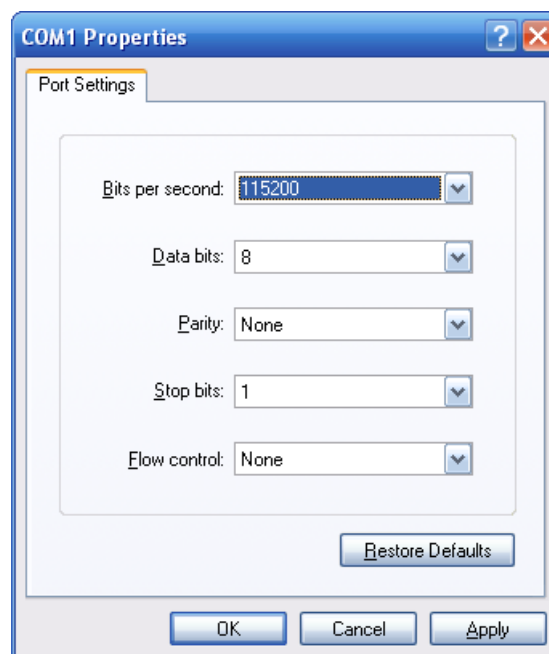 COM1 Properties
Port Settings
Bits per second: 115200
Data bits: 8
Parity: None
Stop bits: 1
Flow control: None
Restore Defaults
OK Cancel Apply